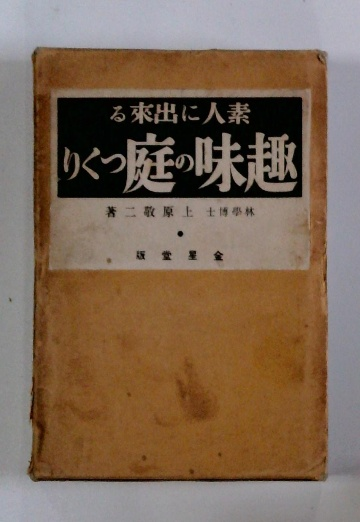 素人に出來る
趣味の庭つくり
林學博士 上原敬二著
金星堂版